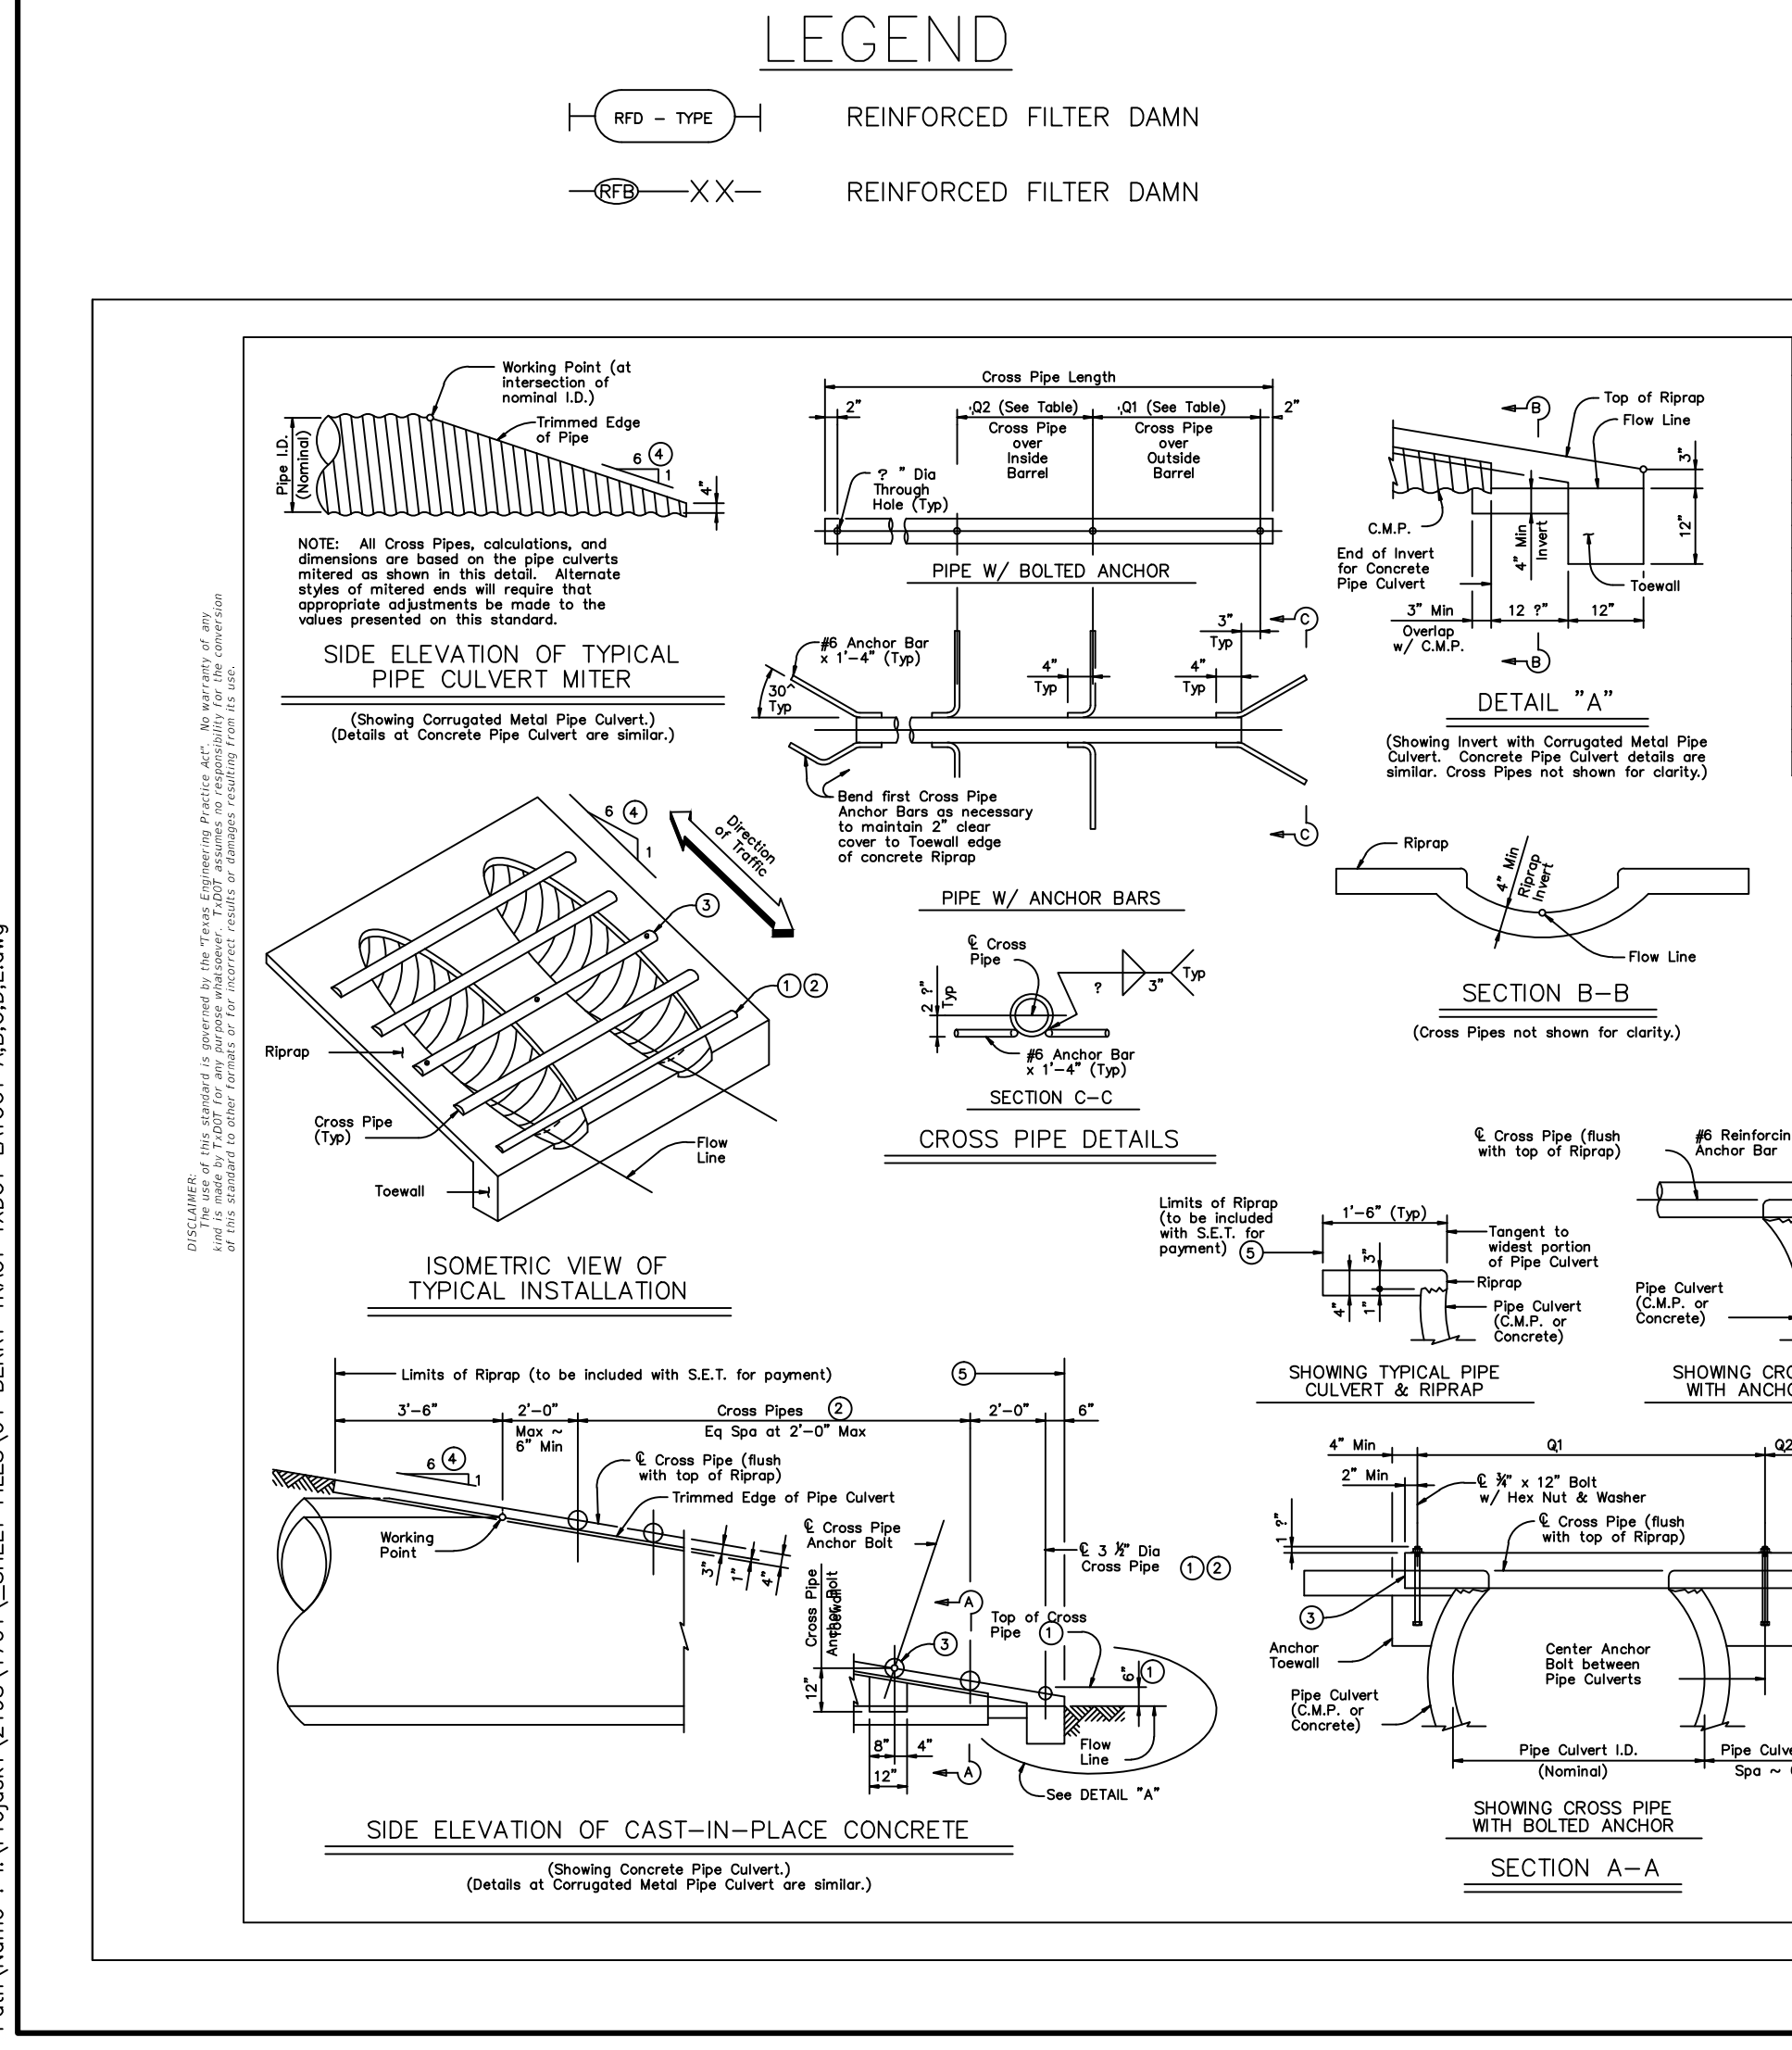 LEGEND
RFD - TYPE
REINFORCED FILTER DAMN
RFB
XX
REINFORCED FILTER DAMN
DISCLAIMER:
The use of this standard is governed by the "Texas Engineering Practice Act". No warranty of any
kind is made by TxDOT for any purpose whatsoever. TxDOT assumes no responsibility for the conversion
of this standard to other formats or for incorrect results or damages resulting from its use.
Working Point (at
intersection of
nominal I.D.)
Trimmed Edge
of Pipe
Pipe I.D.
(Nominal)
6
4
1
4"
NOTE: All Cross Pipes, calculations, and
dimensions are based on the pipe culverts
mitered as shown in this detail. Alternate
styles of mitered ends will require that
appropriate adjustments be made to the
values presented on this standard.
SIDE ELEVATION OF TYPICAL
PIPE CULVERT MITER
(Showing Corrugated Metal Pipe Culvert.)
(Details at Concrete Pipe Culvert are similar.)
Cross Pipe Length
2"
Q2 (See Table)
Q1 (See Table)
2"
Cross Pipe
over
Inside
Barrel
Cross Pipe
over
Outside
Barrel
? " Dia
Through
Hole (Typ)
PIPE W/ BOLTED ANCHOR
#6 Anchor Bar
x 1'-4" (Typ)
30^
Typ
4"
Typ
4"
Typ
3"
Typ
C
C
Bend first Cross Pipe
Anchor Bars as necessary
to maintain 2" clear
cover to Toewall edge
of concrete Riprap
PIPE W/ ANCHOR BARS
℄ Cross
Pipe
2 ?"
Typ
?
3"
Typ
#6 Anchor Bar
x 1'-4" (Typ)
SECTION C-C
CROSS PIPE DETAILS
B
Top of Riprap
Flow Line
3"
12"
C.M.P.
End of Invert
for Concrete
Pipe Culvert
4" Min
Invert
Toewall
3" Min
Overlap
w/ C.M.P.
12 ?"
12"
B
DETAIL "A"
(Showing Invert with Corrugated Metal Pipe
Culvert. Concrete Pipe Culvert details are
similar. Cross Pipes not shown for clarity.)
Riprap
4" Min
Riprap
Invert
Flow Line
SECTION B-B
(Cross Pipes not shown for clarity.)
6
4
1
Direction
of Traffic
3
1
2
Riprap
Cross Pipe
(Typ)
Toewall
Flow
Line
ISOMETRIC VIEW OF
TYPICAL INSTALLATION
℄ Cross Pipe (flush
with top of Riprap)
#6 Reinforcin
Anchor Bar
Limits of Riprap
(to be included
with S.E.T. for
payment)
5
1'-6" (Typ)
Tangent to
widest portion
of Pipe Culvert
3"
4"
1"
Riprap
Pipe Culvert
(C.M.P. or
Concrete)
Pipe Culvert
(C.M.P. or
Concrete)
SHOWING TYPICAL PIPE
CULVERT & RIPRAP
SHOWING CRO
WITH ANCHO
Limits of Riprap (to be included with S.E.T. for payment)
5
3'-6"
2'-0"
Max ~
6" Min
Cross Pipes
2
Eq Spa at 2'-0" Max
2'-0"
6"
6
4
1
℄ Cross Pipe (flush
with top of Riprap)
Trimmed Edge of Pipe Culvert
Working
Point
℄ Cross Pipe
Anchor Bolt
3"
1"
4"
℄ 3 ½" Dia
Cross Pipe
1
2
Cross Pipe
Anchor Bolt
Toewall
12"
A
3
Top of Cross
Pipe
1
6"
1
8"
4"
12"
A
Flow
Line
See DETAIL "A"
SIDE ELEVATION OF CAST-IN-PLACE CONCRETE
(Showing Concrete Pipe Culvert.)
(Details at Corrugated Metal Pipe Culvert are similar.)
4" Min
Q1
Q2
2" Min
℄ ¾" x 12" Bolt
w/ Hex Nut & Washer
1 ?"
℄ Cross Pipe (flush
with top of Riprap)
3
Anchor
Toewall
Center Anchor
Bolt between
Pipe Culverts
Pipe Culvert
(C.M.P. or
Concrete)
Pipe Culvert I.D.
(Nominal)
Pipe Culve
Spa ~
SHOWING CROSS PIPE
WITH BOLTED ANCHOR
SECTION A-A